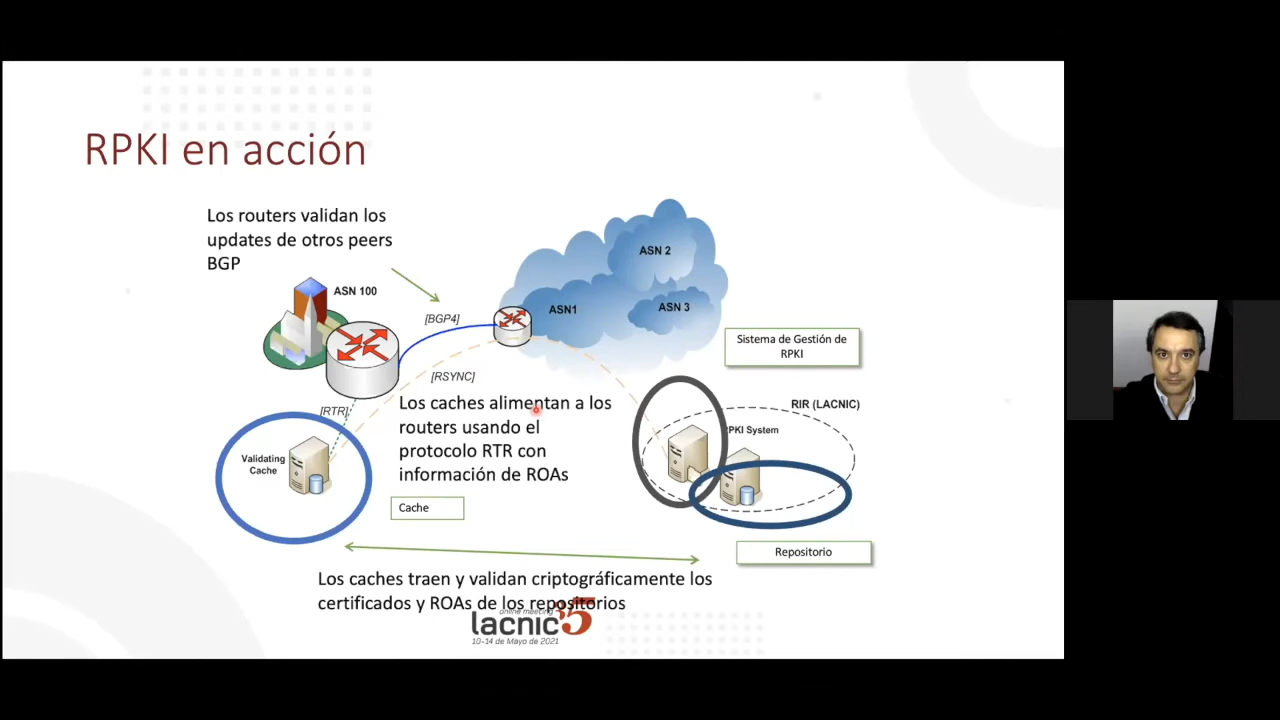 RPKI en acción
Los routers validan los
updates de otros peers
BGP
ASN 100
[BGP4]
ASN 2
ASN1
ASN 3
[RSYNC]
[RTR]
Sistema de Gestión de
RPKI
Los caches alimentan a los
routers usando el
protocolo RTR con
información de ROAs
RIR (LACNIC)
RPKI System
Validating
Cache
Cache
Repositorio
Los caches traen y validan criptográficamente los
certificados y ROAs de los repositorios
online meeting
lacnic35
10-14 de Mayo de 2021